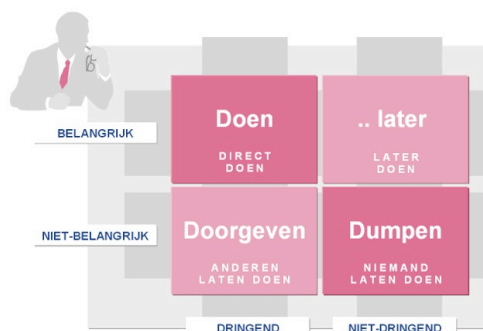 Doen
.. later
BELANGRIJK
DIRECT
DOEN
LATER
DOEN
Doorgeven
Dumpen
NIET-BELANGRIJK
ANDEREN
LATEN DOEN
NIEMAND
LATEN DOEN
DRINGEND
NIET-DRINGEND